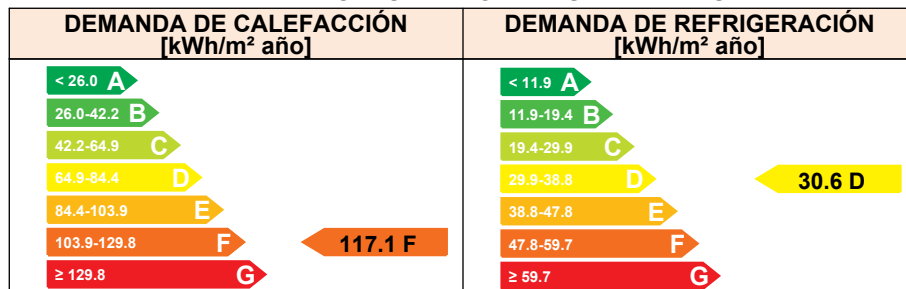 DEMANDA DE CALEFACCIÓN
[kWh/m² año]
< 26.0 A
26.0-42.2 B
42.2-64.9 C
64.9-84.4 D
84.4-103.9 E
103.9-129.8 F
117.1 F
≥ 129.8 G
DEMANDA DE REFRIGERACIÓN
[kWh/m² año]
< 11.9 A
11.9-19.4 B
19.4-29.9 C
29.9-38.8 D
30.6 D
38.8-47.8 E
47.8-59.7 F
≥ 59.7 G